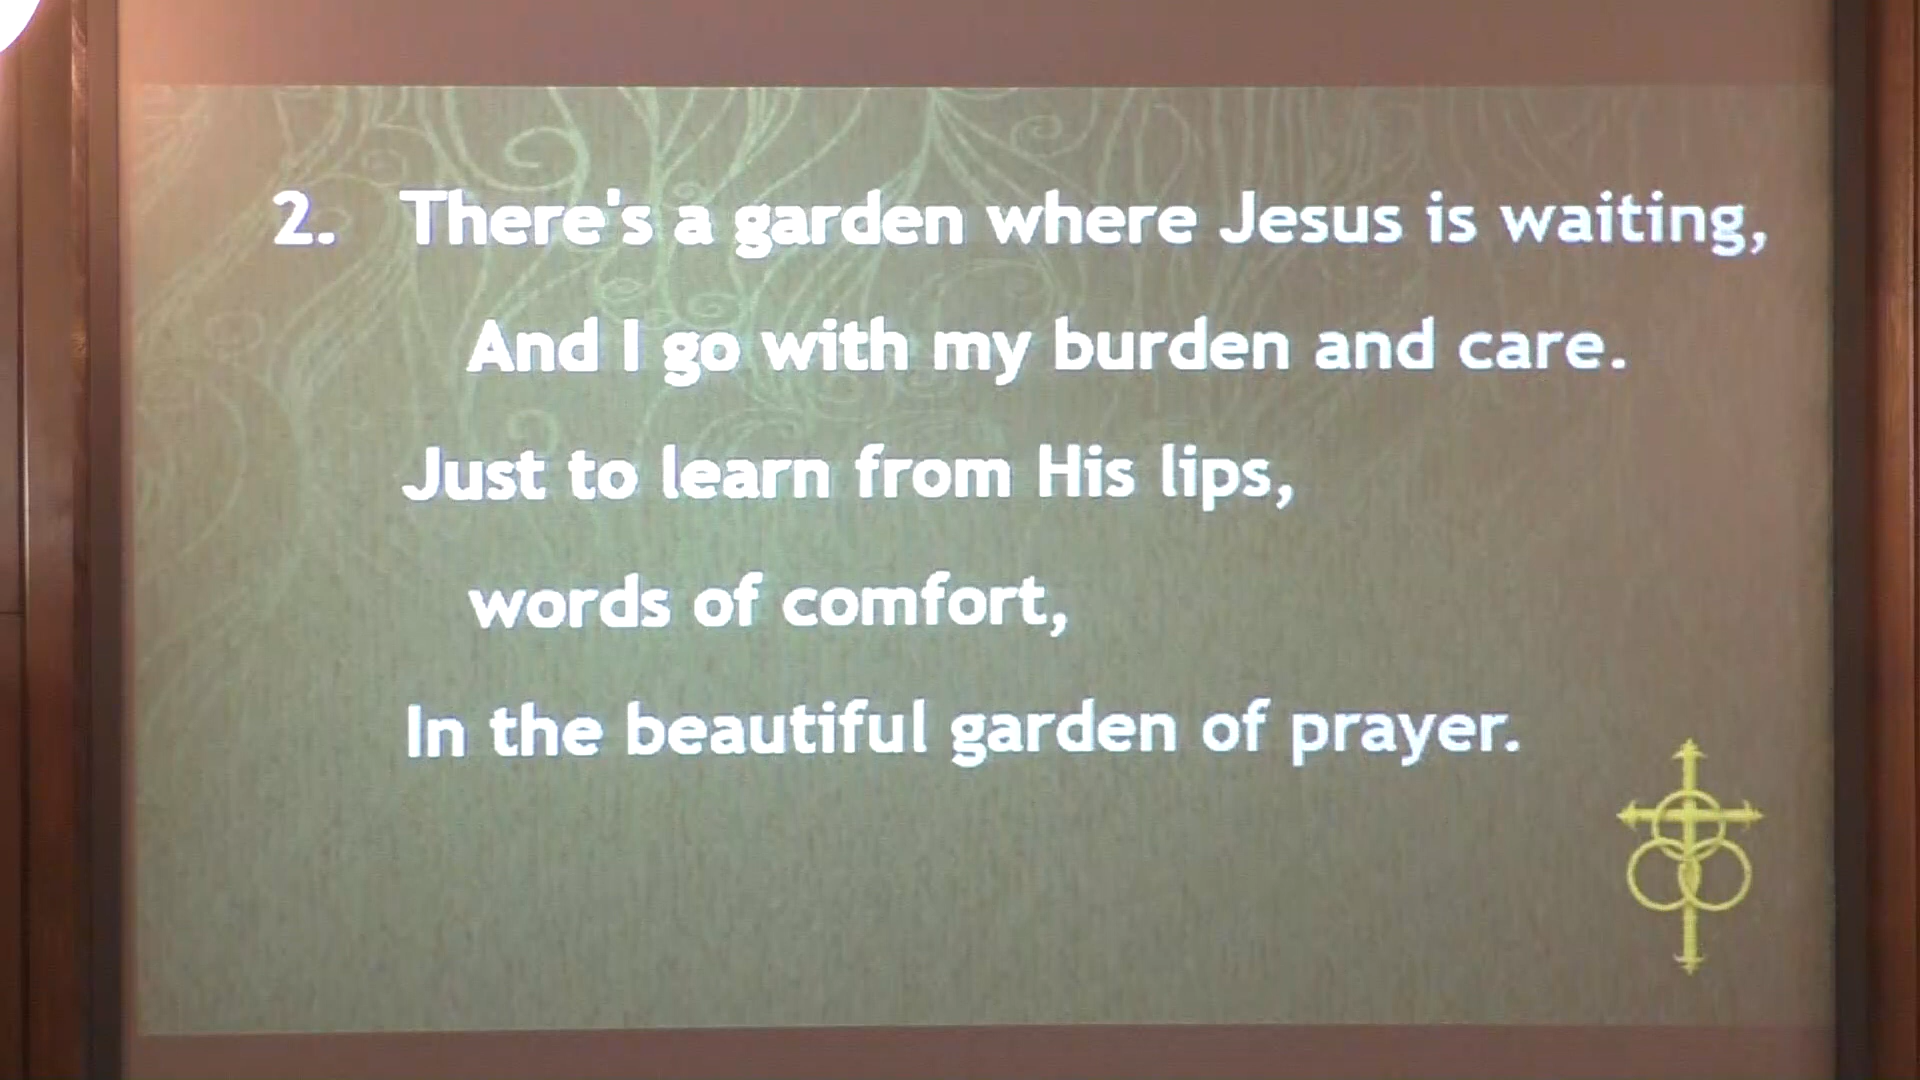 2. There's a garden where Jesus is waiting,
And I go with my burden and care.
Just to learn from His lips,
words of comfort,
In the beautiful garden of prayer.